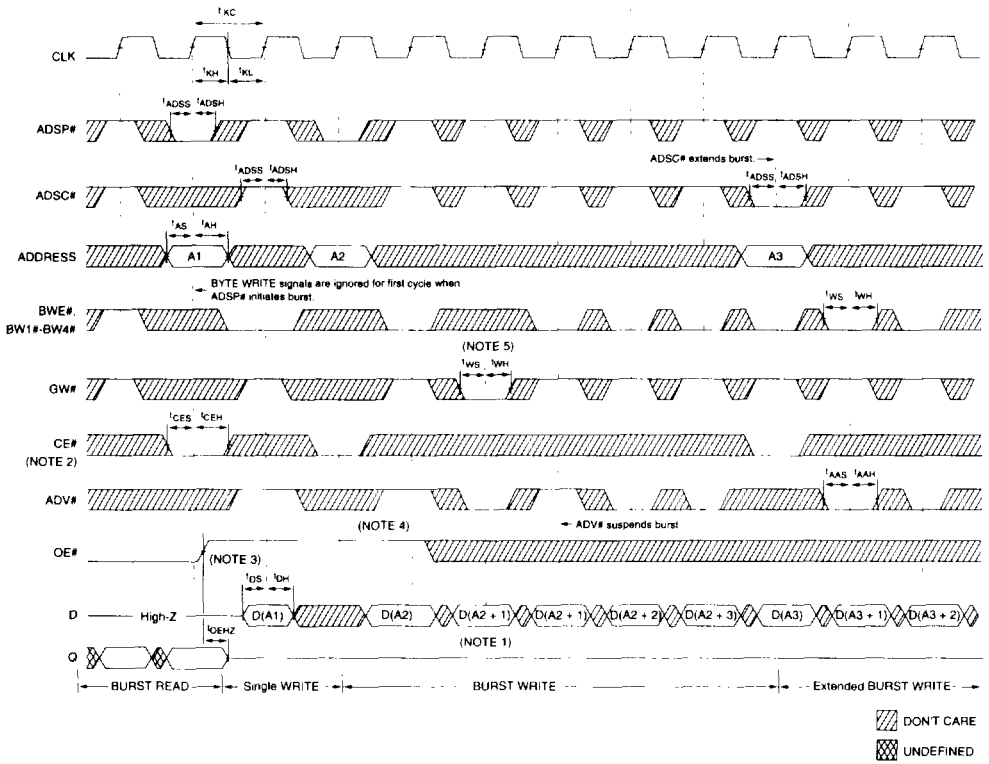 tKC
CLK
tKH tKL
tADSS tADSH
ADSP#
ADSC# extends burst.
tADSS tADSH tADSS tADSH
ADSC#
tAS tAH
ADDRESS A1 A2 A3
BYTE WRITE signals are ignored for first cycle when
ADSP# initiates burst.
BWE#,
BW1#-BW4#
tWS tWH
(NOTE 5)
tWS tWH
GW#
tCES tCEH
CE#
(NOTE 2)
tAAS tAAH
ADV#
(NOTE 4) ADV# suspends burst
OE#
(NOTE 3)
tDS tDH
D High-Z D(A1) D(A2) D(A2 + 1) D(A2 + 1) D(A2 + 2) D(A2 + 3) D(A3) D(A3 + 1) D(A3 + 2)
tOEHZ (NOTE 1)
Q
BURST READ Single WRITE BURST WRITE Extended BURST WRITE
DON'T CARE
UNDEFINED